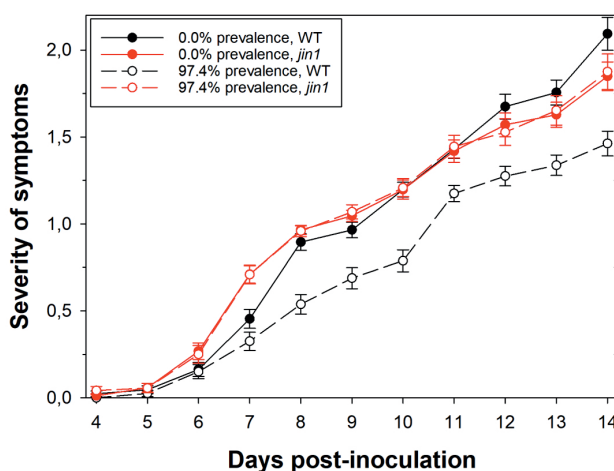 0.0% prevalence, WT
0.0% prevalence, jin1
97.4% prevalence, WT
97.4% prevalence, jin1
Severity of symptoms
2,0
1,5
1,0
0,5
0,0
4 5 6 7 8 9 10 11 12 13 14
Days post-inoculation